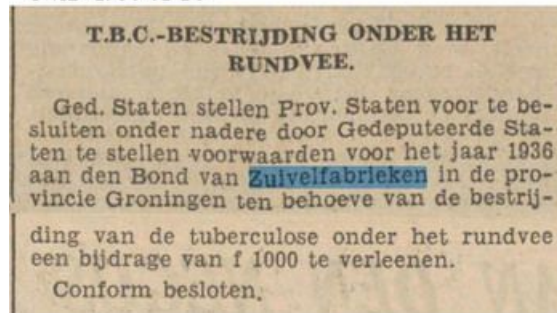 T.B.C.-BESTRIJDING ONDER HET
RUNDVEE.
Ged. Staten stellen Prov. Staten voor te be-
sluiten onder nadere door Gedeputeerde Sta-
ten te stellen voorwaarden voor het jaar 1936
aan den Bond van Zuivelfabrieken in de pro-
vincie Groningen ten behoeve van de bestrij-
ding van de tuberculose onder het rundvee
een bijdrage van f 1000 te verleenen.
Conform besloten.